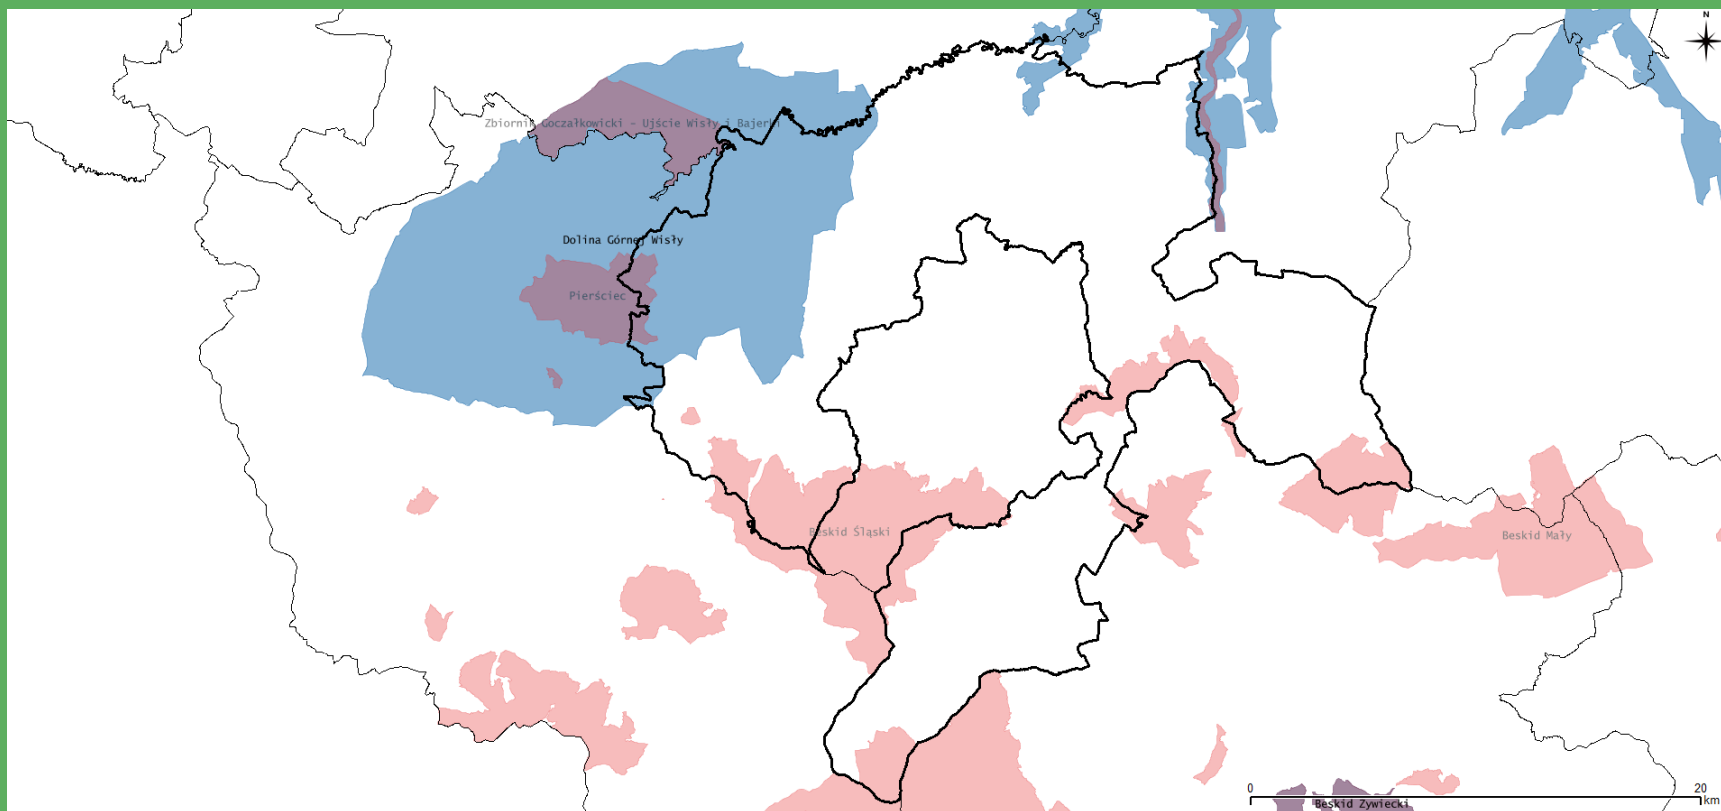 N
Zbiornik Goczałkowicki - Ujście Wisły i Bajerki
Dolina Górnej Wisły
Pierściec
Beskid Śląski
Beskid Mały
0 20
km
Beskid Żywiecki